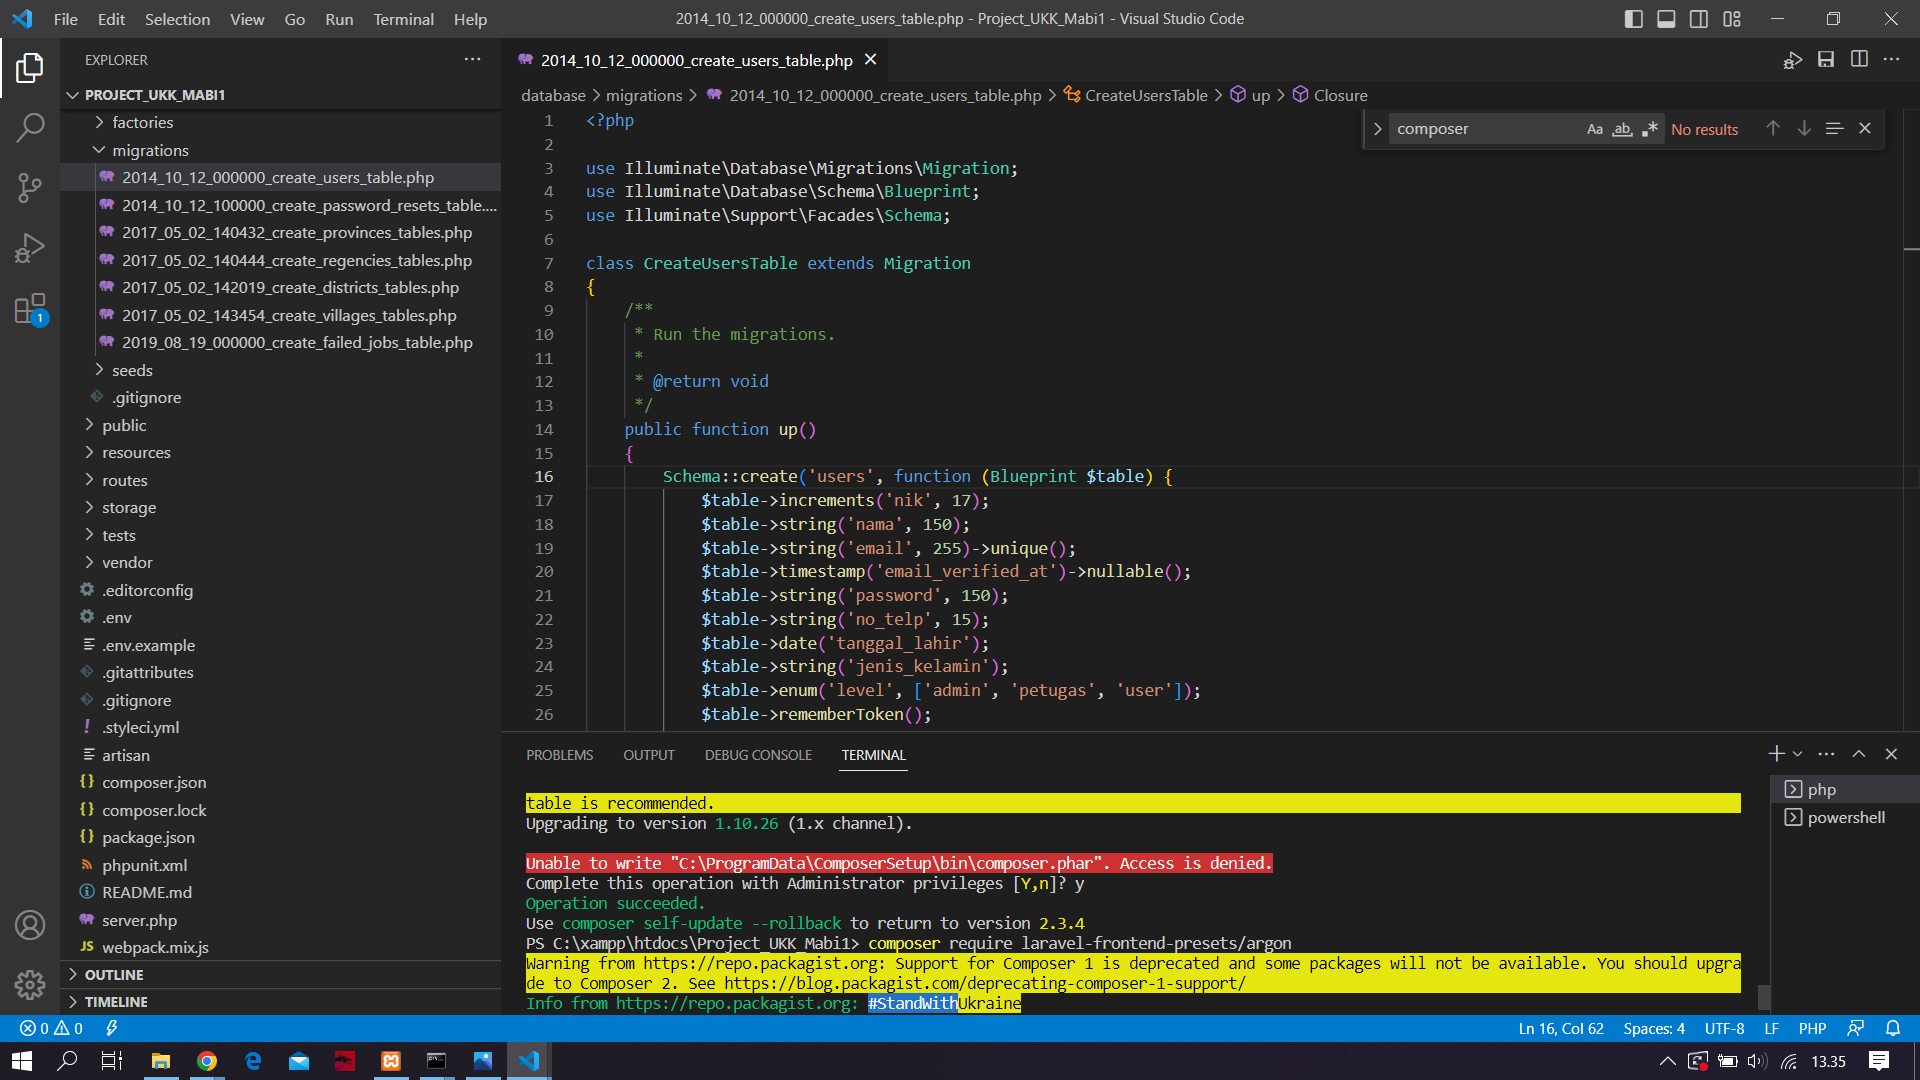 File Edit Selection View Go Run Terminal Help
2014_10_12_000000_create_users_table.php - Project_UKK_Mabi1 - Visual Studio Code
EXPLORER
PROJECT_UKK_MABI1
factories
migrations
2014_10_12_000000_create_users_table.php
2014_10_12_100000_create_password_resets_table....
2017_05_02_140432_create_provinces_tables.php
2017_05_02_140444_create_regencies_tables.php
2017_05_02_142019_create_districts_tables.php
2017_05_02_143454_create_villages_tables.php
2019_08_19_000000_create_failed_jobs_table.php
seeds
.gitignore
public
resources
routes
storage
tests
vendor
.editorconfig
.env
.env.example
.gitattributes
.gitignore
.styleci.yml
artisan
composer.json
composer.lock
package.json
phpunit.xml
README.md
server.php
JS webpack.mix.js
OUTLINE
TIMELINE
1
2014_10_12_000000_create_users_table.php
database > migrations > 2014_10_12_000000_create_users_table.php > CreateUsersTable > up > Closure
composer Aa ab No results
1 <?php
2
3 use Illuminate\Database\Migrations\Migration;
4 use Illuminate\Database\Schema\Blueprint;
5 use Illuminate\Support\Facades\Schema;
6
7 class CreateUsersTable extends Migration
8 {
9 /**
10 * Run the migrations.
11 *
12 * @return void
13 */
14 public function up()
15 {
16 Schema::create('users', function (Blueprint $table) {
17 $table->increments('nik', 17);
18 $table->string('nama', 150);
19 $table->string('email', 255)->unique();
20 $table->timestamp('email_verified_at')->nullable();
21 $table->string('password', 150);
22 $table->string('no_telp', 15);
23 $table->date('tanggal_lahir');
24 $table->string('jenis_kelamin');
25 $table->enum('level', ['admin', 'petugas', 'user']);
26 $table->rememberToken();
PROBLEMS OUTPUT DEBUG CONSOLE TERMINAL
table is recommended.
Upgrading to version 1.10.26 (1.x channel).
Unable to write "C:\ProgramData\ComposerSetup\bin\composer.phar". Access is denied.
Complete this operation with Administrator privileges [Y,n]? y
Operation succeeded.
Use composer self-update --rollback to return to version 2.3.4
PS C:\xampp\htdocs\Project_UKK_Mabi1> composer require laravel-frontend-presets/argon
Warning from https://repo.packagist.org: Support for Composer 1 is deprecated and some packages will not be available. You should upgra
de to Composer 2. See https://blog.packagist.com/deprecating-composer-1-support/
Info from https://repo.packagist.org: #StandWithUkraine
php
powershell
0 0
Ln 16, Col 62 Spaces: 4 UTF-8 LF PHP
13.35